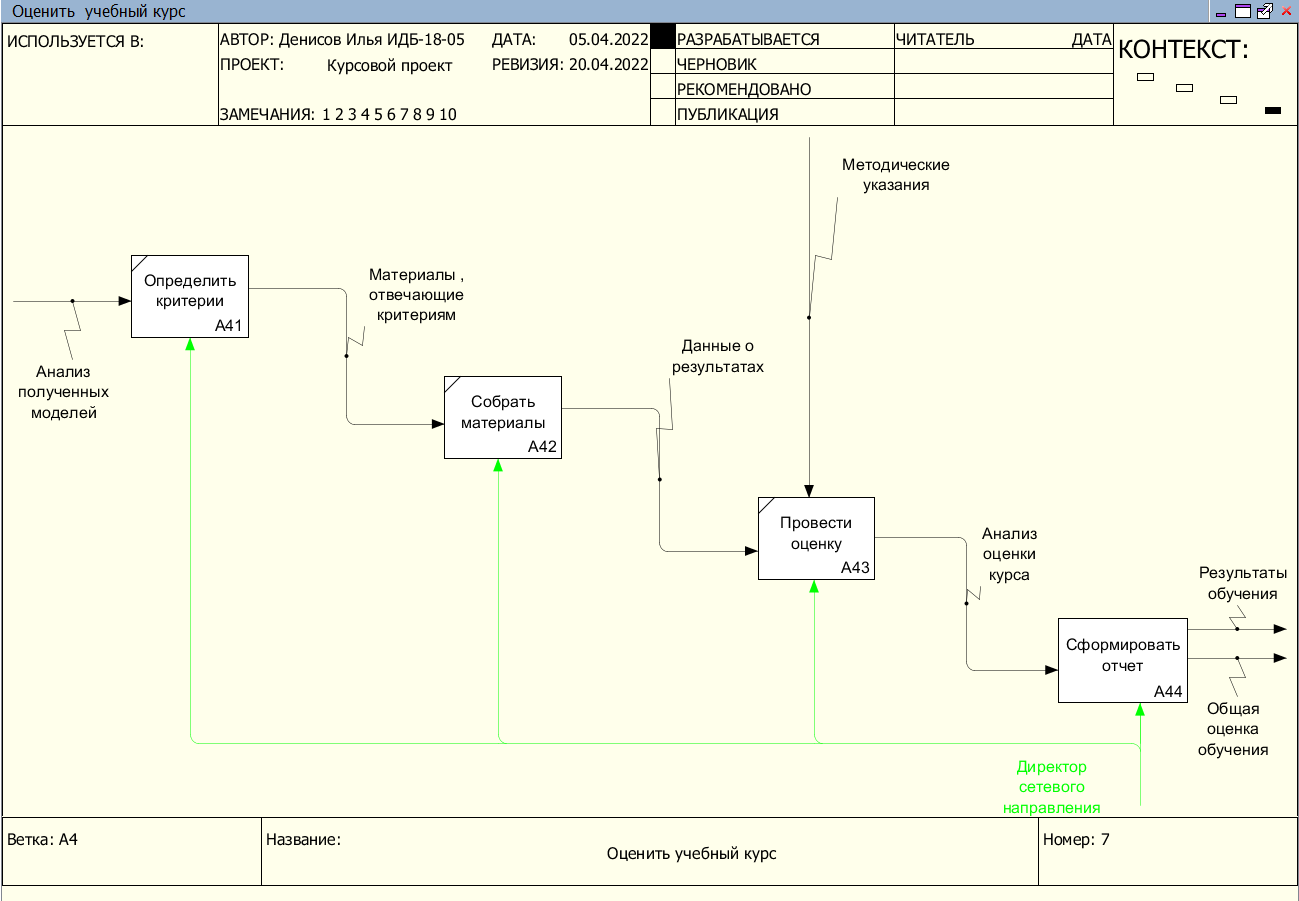 Оценить учебный курс
ИСПОЛЬЗУЕТСЯ В:
АВТОР: Денисов Илья ИДБ-18-05 ДАТА: 05.04.2022
ПРОЕКТ: Курсовой проект РЕВИЗИЯ: 20.04.2022
ЗАМЕЧАНИЯ: 1 2 3 4 5 6 7 8 9 10
РАЗРАБАТЫВАЕТСЯ
ЧЕРНОВИК
РЕКОМЕНДОВАНО
ПУБЛИКАЦИЯ
ЧИТАТЕЛЬ ДАТА
КОНТЕКСТ:
Методические
указания
Определить
критерии
A41
Материалы ,
отвечающие
критериям
Анализ
полученных
моделей
Данные о
результатах
Собрать
материалы
A42
Провести
оценку
A43
Анализ
оценки
курса
Результаты
обучения
Сформировать
отчет
A44
Общая
оценка
обучения
Директор
сетевого
направления
Ветка: A4
Название:
Оценить учебный курс
Номер: 7